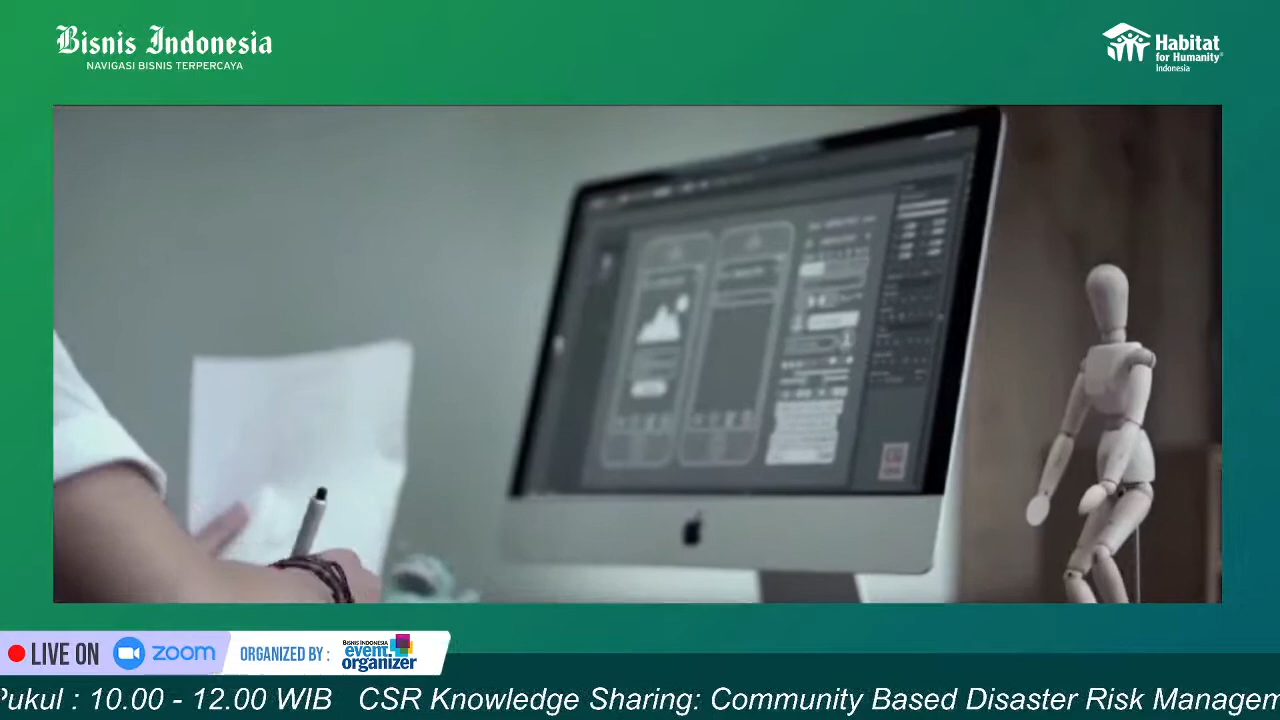 Bisnis Indonesia
NAVIGASI BISNIS TERPERCAYA
Habitat
for Humanity®
Indonesia
LIVE ON zoom
ORGANIZED BY :
BISNIS INDONESIA
event
organizer
Pukul : 10.00 - 12.00 WIB CSR Knowledge Sharing: Community Based Disaster Risk Managem